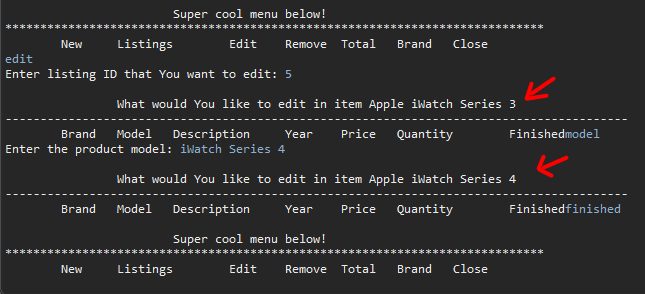 Super cool menu below!
*****************************************************************************
New Listings Edit Remove Total Brand Close
edit
Enter listing ID that You want to edit: 5
What would You like to edit in item Apple iWatch Series 3
-----------------------------------------------------------------------------------------
Brand Model Description Year Price Quantity Finishedmodel
Enter the product model: iWatch Series 4
What would You like to edit in item Apple iWatch Series 4
-----------------------------------------------------------------------------------------
Brand Model Description Year Price Quantity Finishedfinished
Super cool menu below!
*****************************************************************************
New Listings Edit Remove Total Brand Close